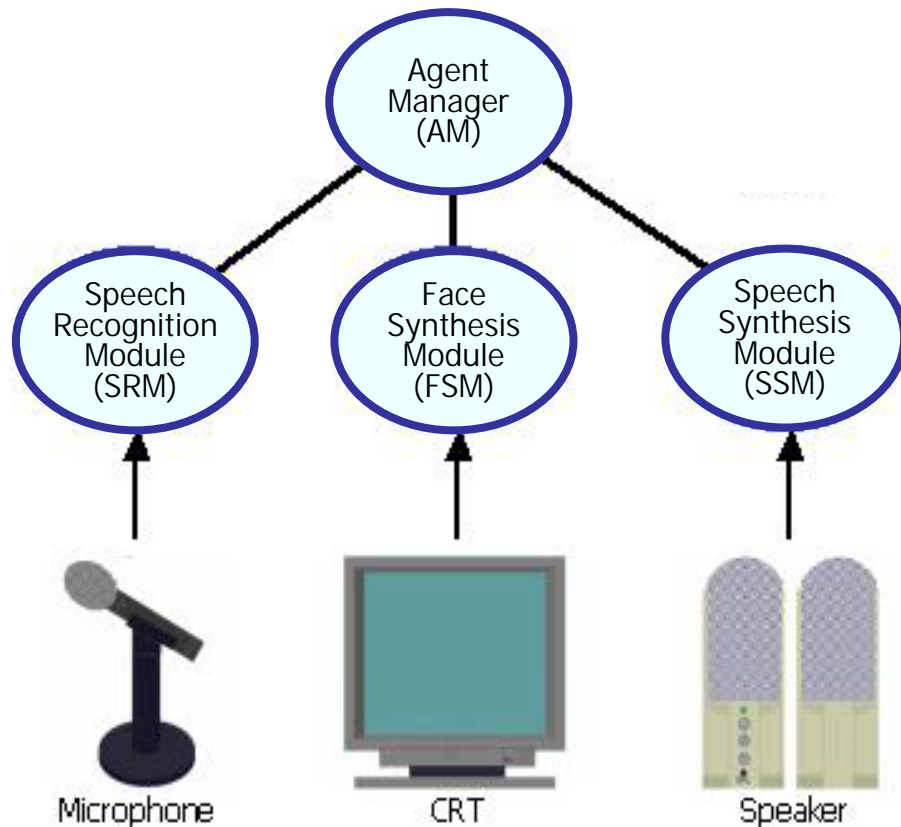 Agent
Manager
(AM)
Speech
Recognition
Module
(SRM)
Face
Synthesis
Module
(FSM)
Speech
Synthesis
Module
(SSM)
Microphone
CRT
Speaker